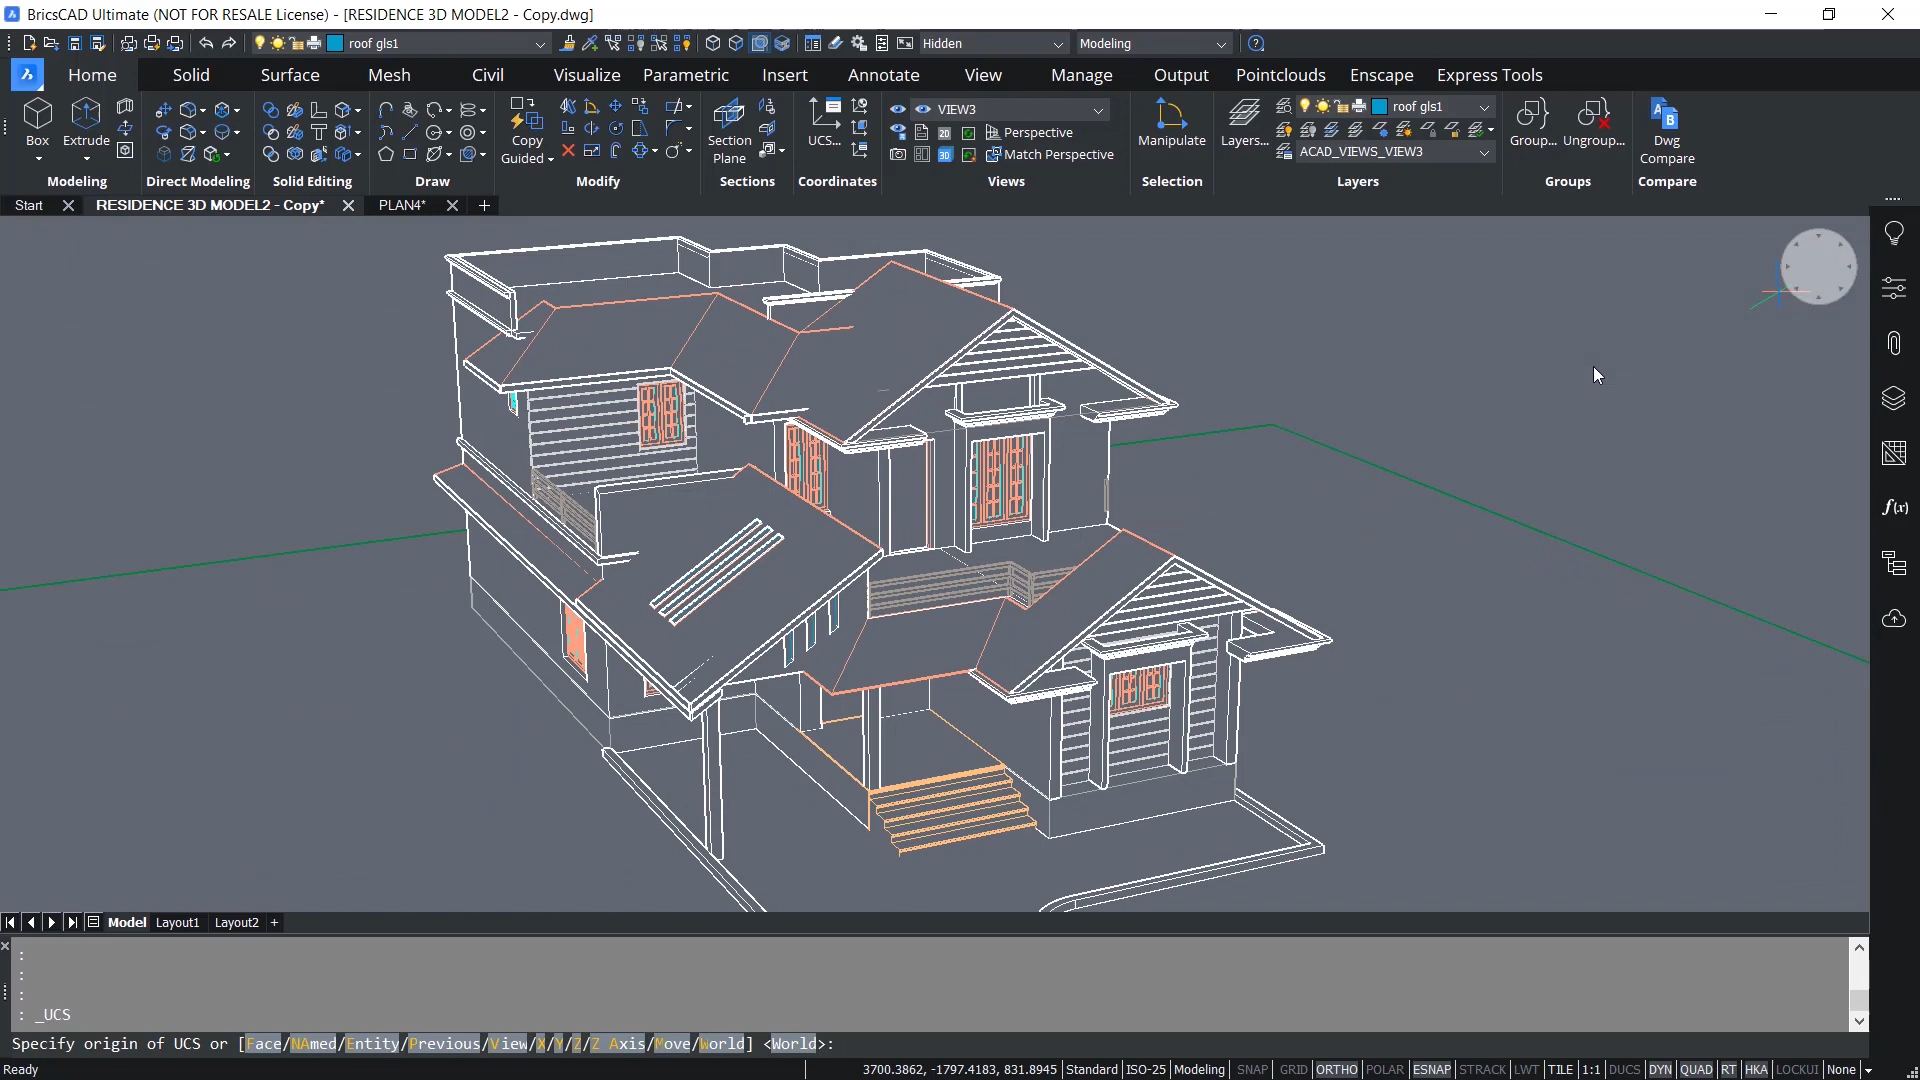 BricsCAD Ultimate (NOT FOR RESALE License) - [RESIDENCE 3D MODEL2 - Copy.dwg]
roof gls1 Hidden Modeling
Home Solid Surface Mesh Civil Visualize Parametric Insert Annotate View Manage Output Pointclouds Enscape Express Tools
VIEW3 roof gls1
Box Extrude Copy Guided Section Plane UCS... 2D Perspective Manipulate Layers... Group... Ungroup... Dwg Compare
3D Match Perspective ACAD_VIEWS_VIEW3
Modeling Direct Modeling Solid Editing Draw Modify Sections Coordinates Views Selection Layers Groups Compare
Start RESIDENCE 3D MODEL2 - Copy* PLAN4* +
f(x)
Model Layout1 Layout2 +
:
:
:
: _UCS
Specify origin of UCS or [Face/NAmed/Entity/Previous/View/X/Y/Z/Z Axis/Move/World] <World>:
Ready 3700.3862, -1797.4183, 831.8945 Standard ISO-25 Modeling SNAP GRID ORTHO POLAR ESNAP STRACK LWT TILE 1:1 DUCS DYN QUAD RT HKA LOCKUI None